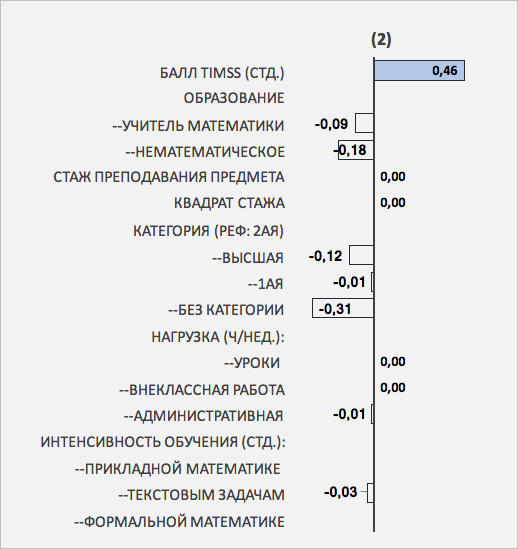 (2)
БАЛЛ TIMSS (СТД.) 0,46
ОБРАЗОВАНИЕ
--УЧИТЕЛЬ МАТЕМАТИКИ -0,09
--НЕМАТЕМАТИЧЕСКОЕ -0,18
СТАЖ ПРЕПОДАВАНИЯ ПРЕДМЕТА 0,00
КВАДРАТ СТАЖА 0,00
КАТЕГОРИЯ (РЕФ: 2АЯ)
--ВЫСШАЯ -0,12
--1АЯ -0,01
--БЕЗ КАТЕГОРИИ -0,31
НАГРУЗКА (Ч/НЕД.):
--УРОКИ 0,00
--ВНЕКЛАССНАЯ РАБОТА 0,00
--АДМИНИСТРАТИВНАЯ -0,01
ИНТЕНСИВНОСТЬ ОБУЧЕНИЯ (СТД.):
--ПРИКЛАДНОЙ МАТЕМАТИКЕ
--ТЕКСТОВЫМ ЗАДАЧАМ -0,03
--ФОРМАЛЬНОЙ МАТЕМАТИКЕ